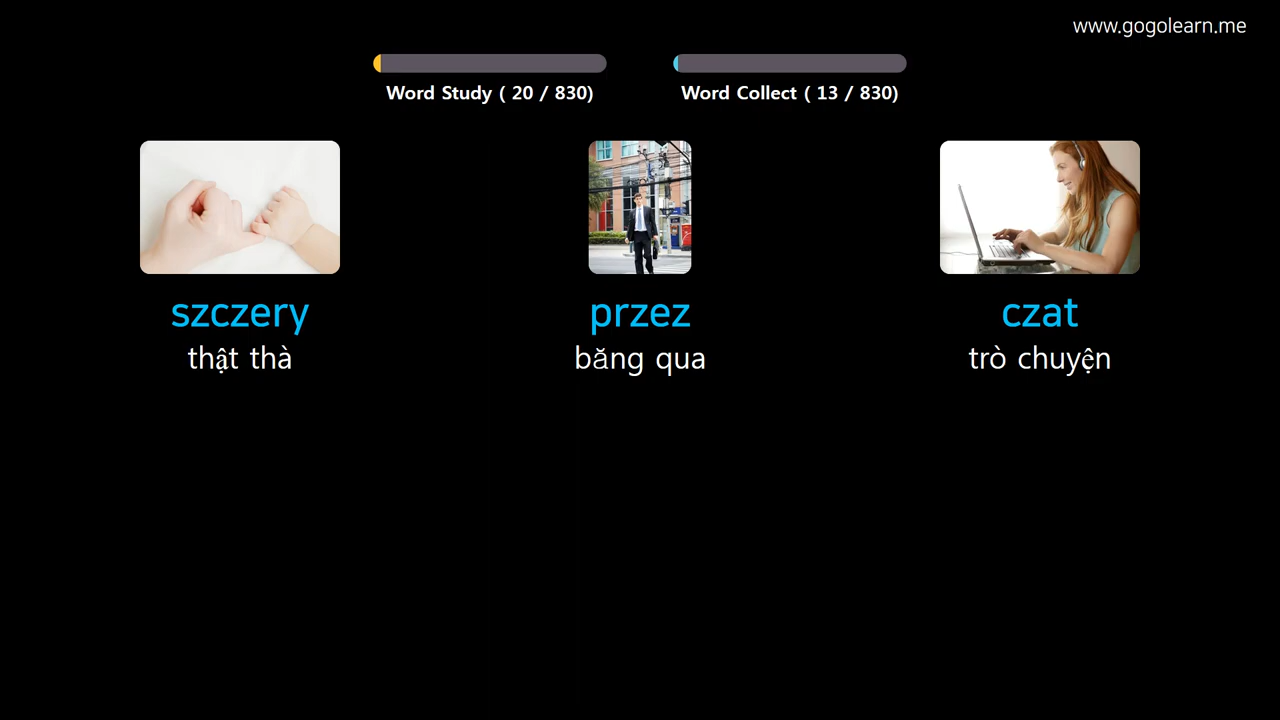 www.gogolearn.me
Word Study ( 20 / 830)
Word Collect ( 13 / 830)
szczery
przez
czat
thật thà
băng qua
trò chuyện